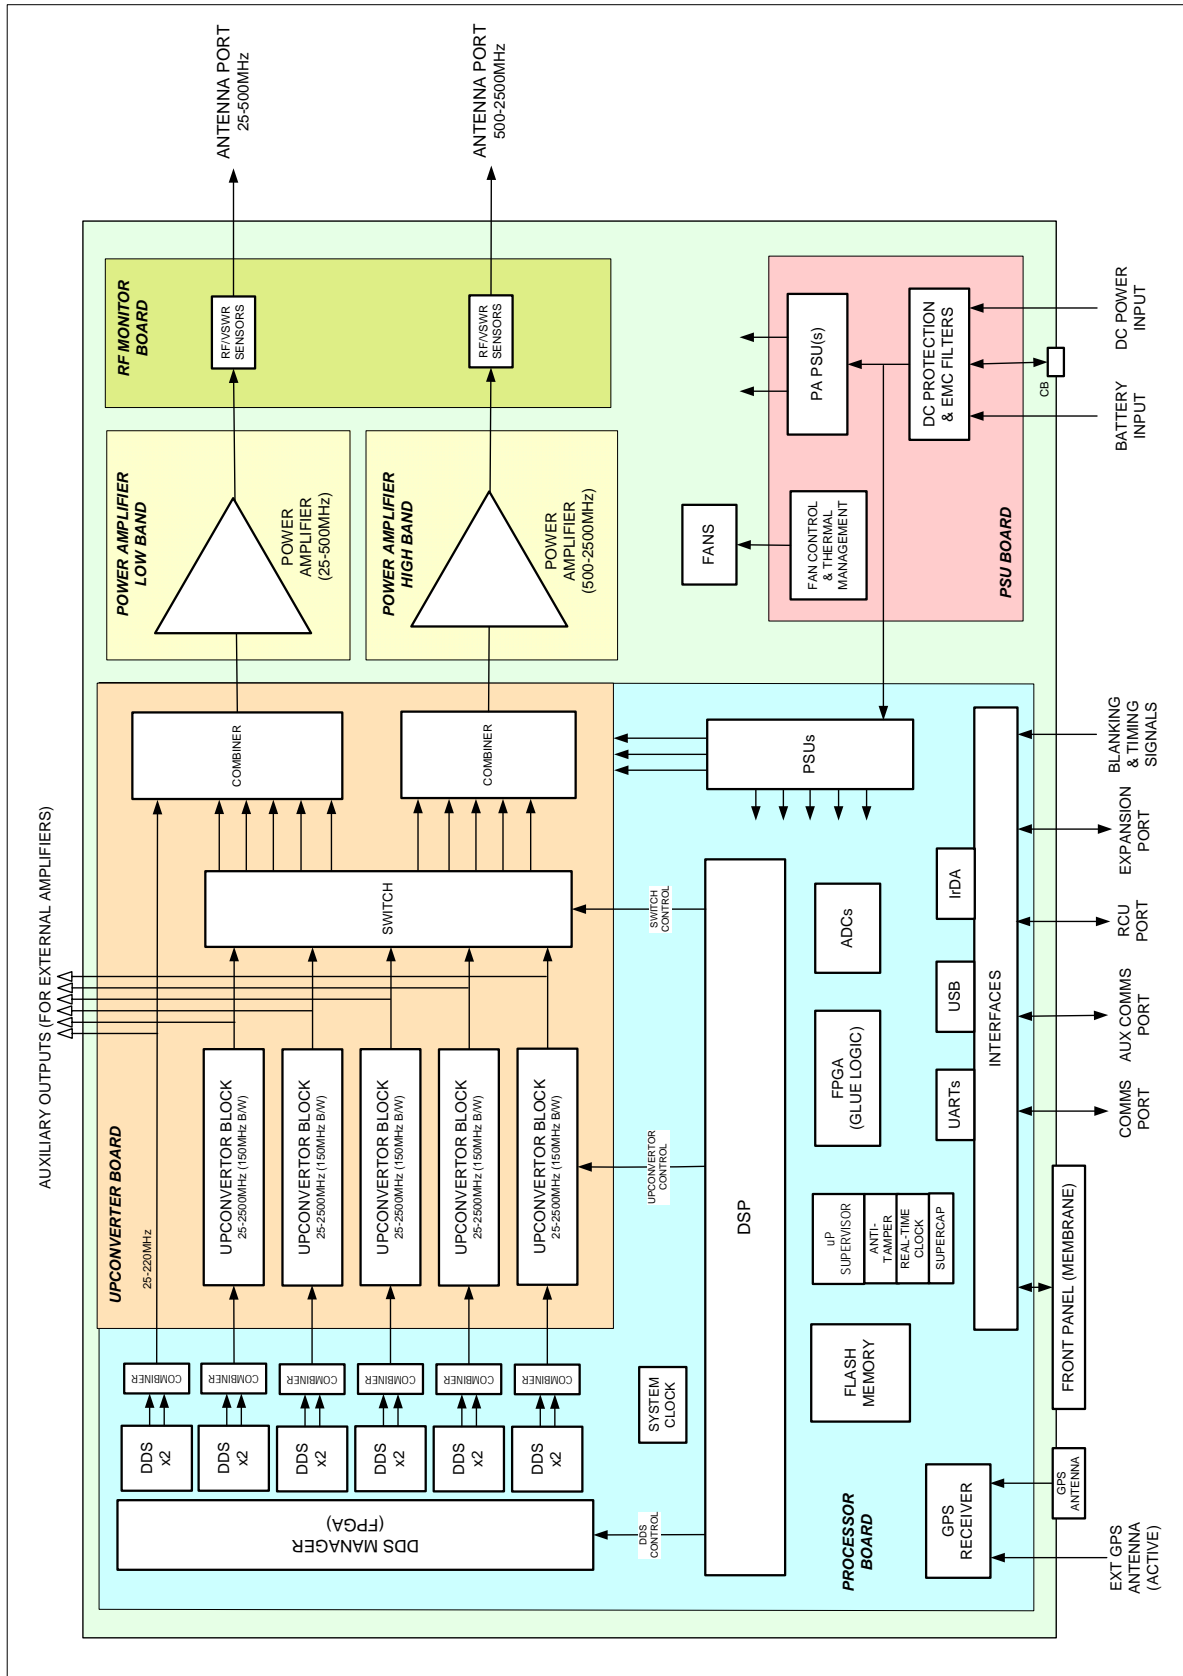 AUXILIARY OUTPUTS (FOR EXTERNAL AMPLIFIERS)
DDS MANAGER
(FPGA)
DDS
x2
DDS
x2
DDS
x2
DDS
x2
DDS
x2
DDS
x2
COMBINER
COMBINER
COMBINER
COMBINER
COMBINER
COMBINER
UPCONVERTER BOARD
25-220MHz
UPCONVERTOR BLOCK
25-2500MHz (150MHz B/W)
UPCONVERTOR BLOCK
25-2500MHz (150MHz B/W)
UPCONVERTOR BLOCK
25-2500MHz (150MHz B/W)
UPCONVERTOR BLOCK
25-2500MHz (150MHz B/W)
UPCONVERTOR BLOCK
25-2500MHz (150MHz B/W)
SWITCH
COMBINER
COMBINER
POWER AMPLIFIER
LOW BAND
POWER
AMPLIFIER
(25-500MHz)
POWER AMPLIFIER
HIGH BAND
POWER
AMPLIFIER
(500-2500MHz)
RF MONITOR
BOARD
RF/VSWR
SENSORS
RF/VSWR
SENSORS
ANTENNA PORT
25-500MHz
ANTENNA PORT
500-2500MHz
DDS
CONTROL
UPCONVERTOR
CONTROL
SWITCH
CONTROL
SYSTEM
CLOCK
DSP
PROCESSOR
BOARD
GPS
RECEIVER
FLASH
MEMORY
uP
SUPERVISOR
ANTI-
TAMPER
REAL-TIME
CLOCK
SUPERCAP
FPGA
(GLUE LOGIC)
ADCs
UARTs
USB
IrDA
INTERFACES
PSUs
FANS
FAN CONTROL
& THERMAL
MANAGEMENT
PA PSU(s)
DC PROTECTION
& EMC FILTERS
PSU BOARD
EXT GPS
ANTENNA
(ACTIVE)
GPS
ANTENNA
FRONT PANEL (MEMBRANE)
COMMS
PORT
AUX COMMS
PORT
RCU
PORT
EXPANSION
PORT
BLANKING
& TIMING
SIGNALS
BATTERY
INPUT
CB
DC POWER
INPUT